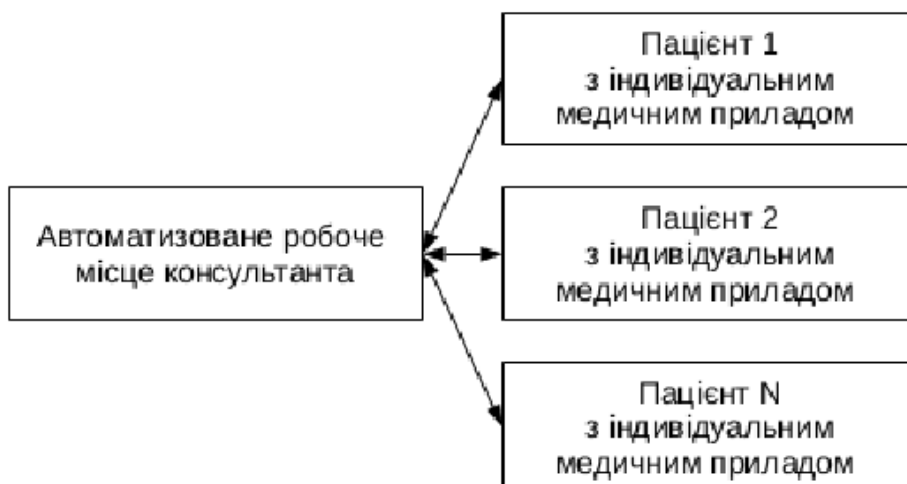 Пацієнт 1
з індивідуальним
медичним приладом
Автоматизоване робоче
місце консультанта
Пацієнт 2
з індивідуальним
медичним приладом
Пацієнт N
з індивідуальним
медичним приладом